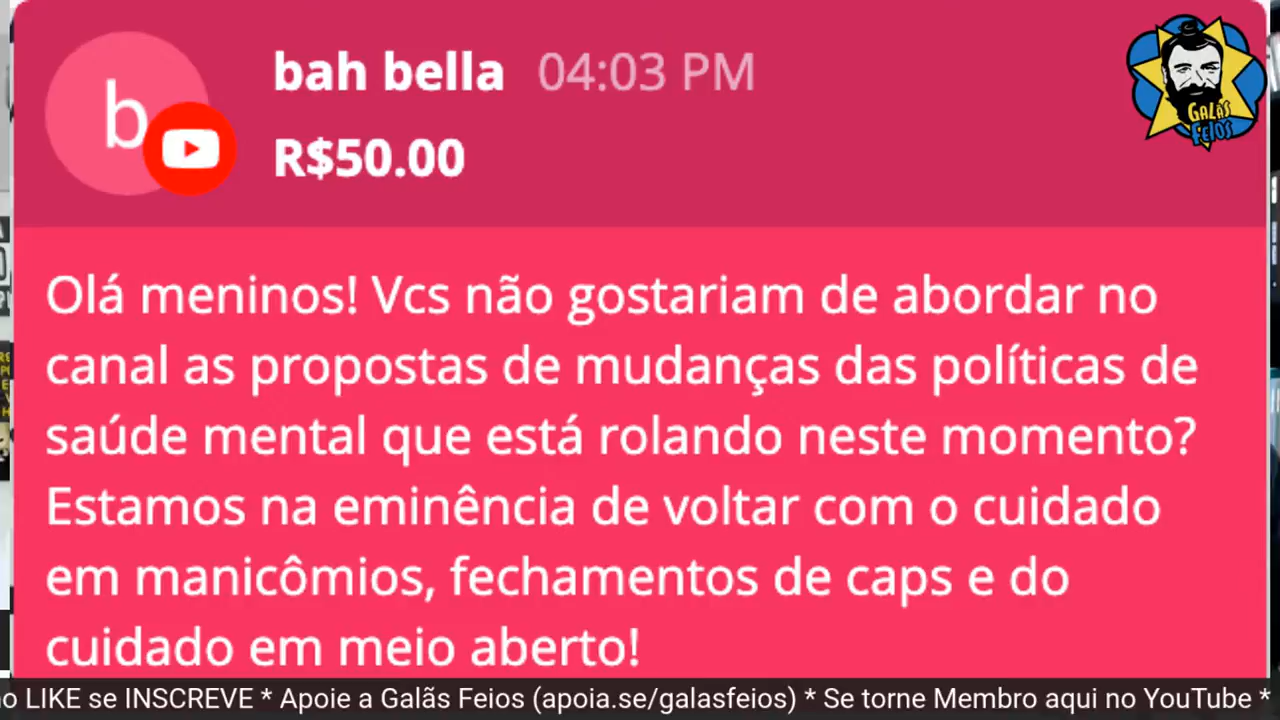 bah bella 04:03 PM
b
R$50.00
GALÃS
FEIOS
Olá meninos! Vcs não gostariam de abordar no
canal as propostas de mudanças das políticas de
saúde mental que está rolando neste momento?
Estamos na eminência de voltar com o cuidado
em manicômios, fechamentos de caps e do
cuidado em meio aberto!
LIKE se INSCREVE * Apoie a Galãs Feios (apoia.se/galasfeios) * Se torne Membro aqui no YouTube *